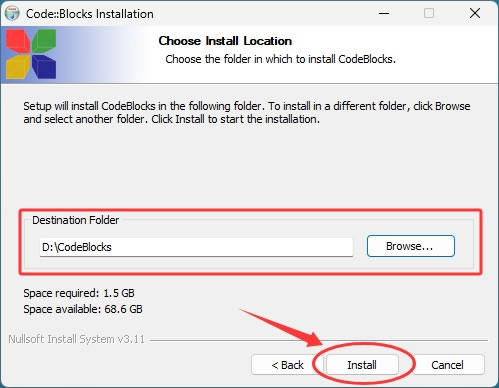 Code::Blocks Installation
Choose Install Location
Choose the folder in which to install CodeBlocks.
Setup will install CodeBlocks in the following folder. To install in a different folder, click Browse
and select another folder. Click Install to start the installation.
Destination Folder
D:\CodeBlocks
Browse...
Space required: 1.5 GB
Space available: 68.6 GB
Nullsoft Install System v3.11
< Back
Install
Cancel